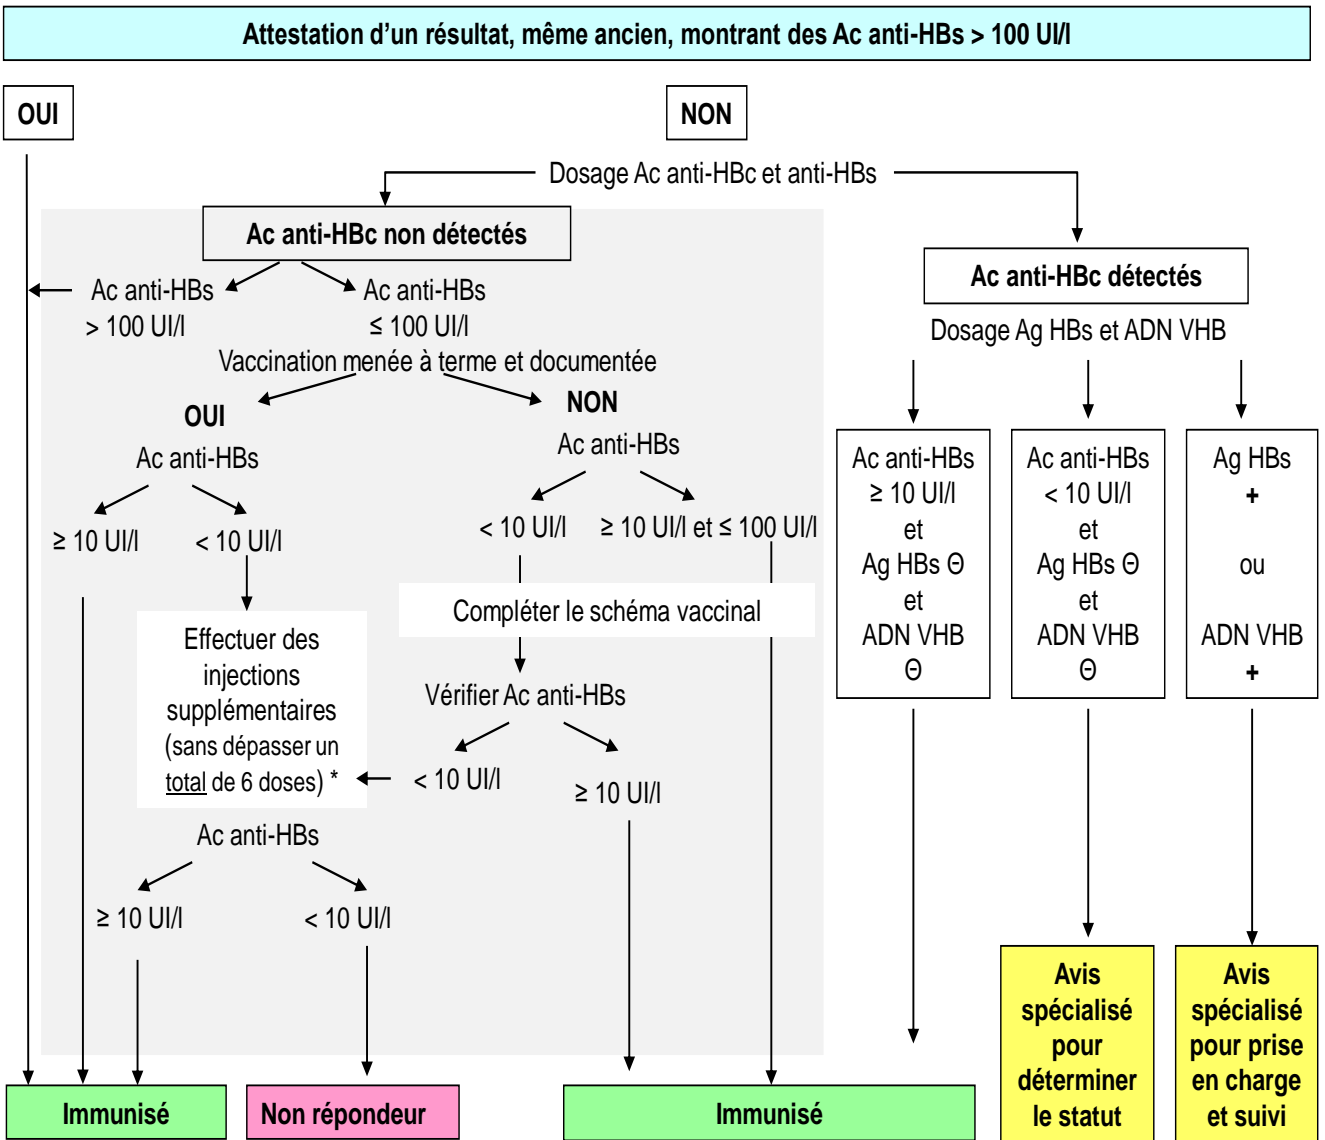 Attestation d’un résultat, même ancien, montrant des Ac anti-HBs > 100 UI/l
OUI
NON
Dosage Ac anti-HBc et anti-HBs
Ac anti-HBc non détectés
Ac anti-HBs
> 100 UI/l
Ac anti-HBs
≤ 100 UI/l
Vaccination menée à terme et documentée
OUI
Ac anti-HBs
≥ 10 UI/l
< 10 UI/l
Effectuer des
injections
supplémentaires
(sans dépasser un
total de 6 doses) *
Ac anti-HBs
≥ 10 UI/l
< 10 UI/l
NON
Ac anti-HBs
< 10 UI/l
≥ 10 UI/l et ≤ 100 UI/l
Compléter le schéma vaccinal
Vérifier Ac anti-HBs
< 10 UI/l
≥ 10 UI/l
Ac anti-HBc détectés
Dosage Ag HBs et ADN VHB
Ac anti-HBs
≥ 10 UI/l
et
Ag HBs Θ
et
ADN VHB
Θ
Ac anti-HBs
< 10 UI/l
et
Ag HBs Θ
et
ADN VHB
Θ
Ag HBs
+
ou
ADN VHB
+
Immunisé
Non répondeur
Immunisé
Avis
spécialisé
pour
déterminer
le statut
Avis
spécialisé
pour prise
en charge
et suivi